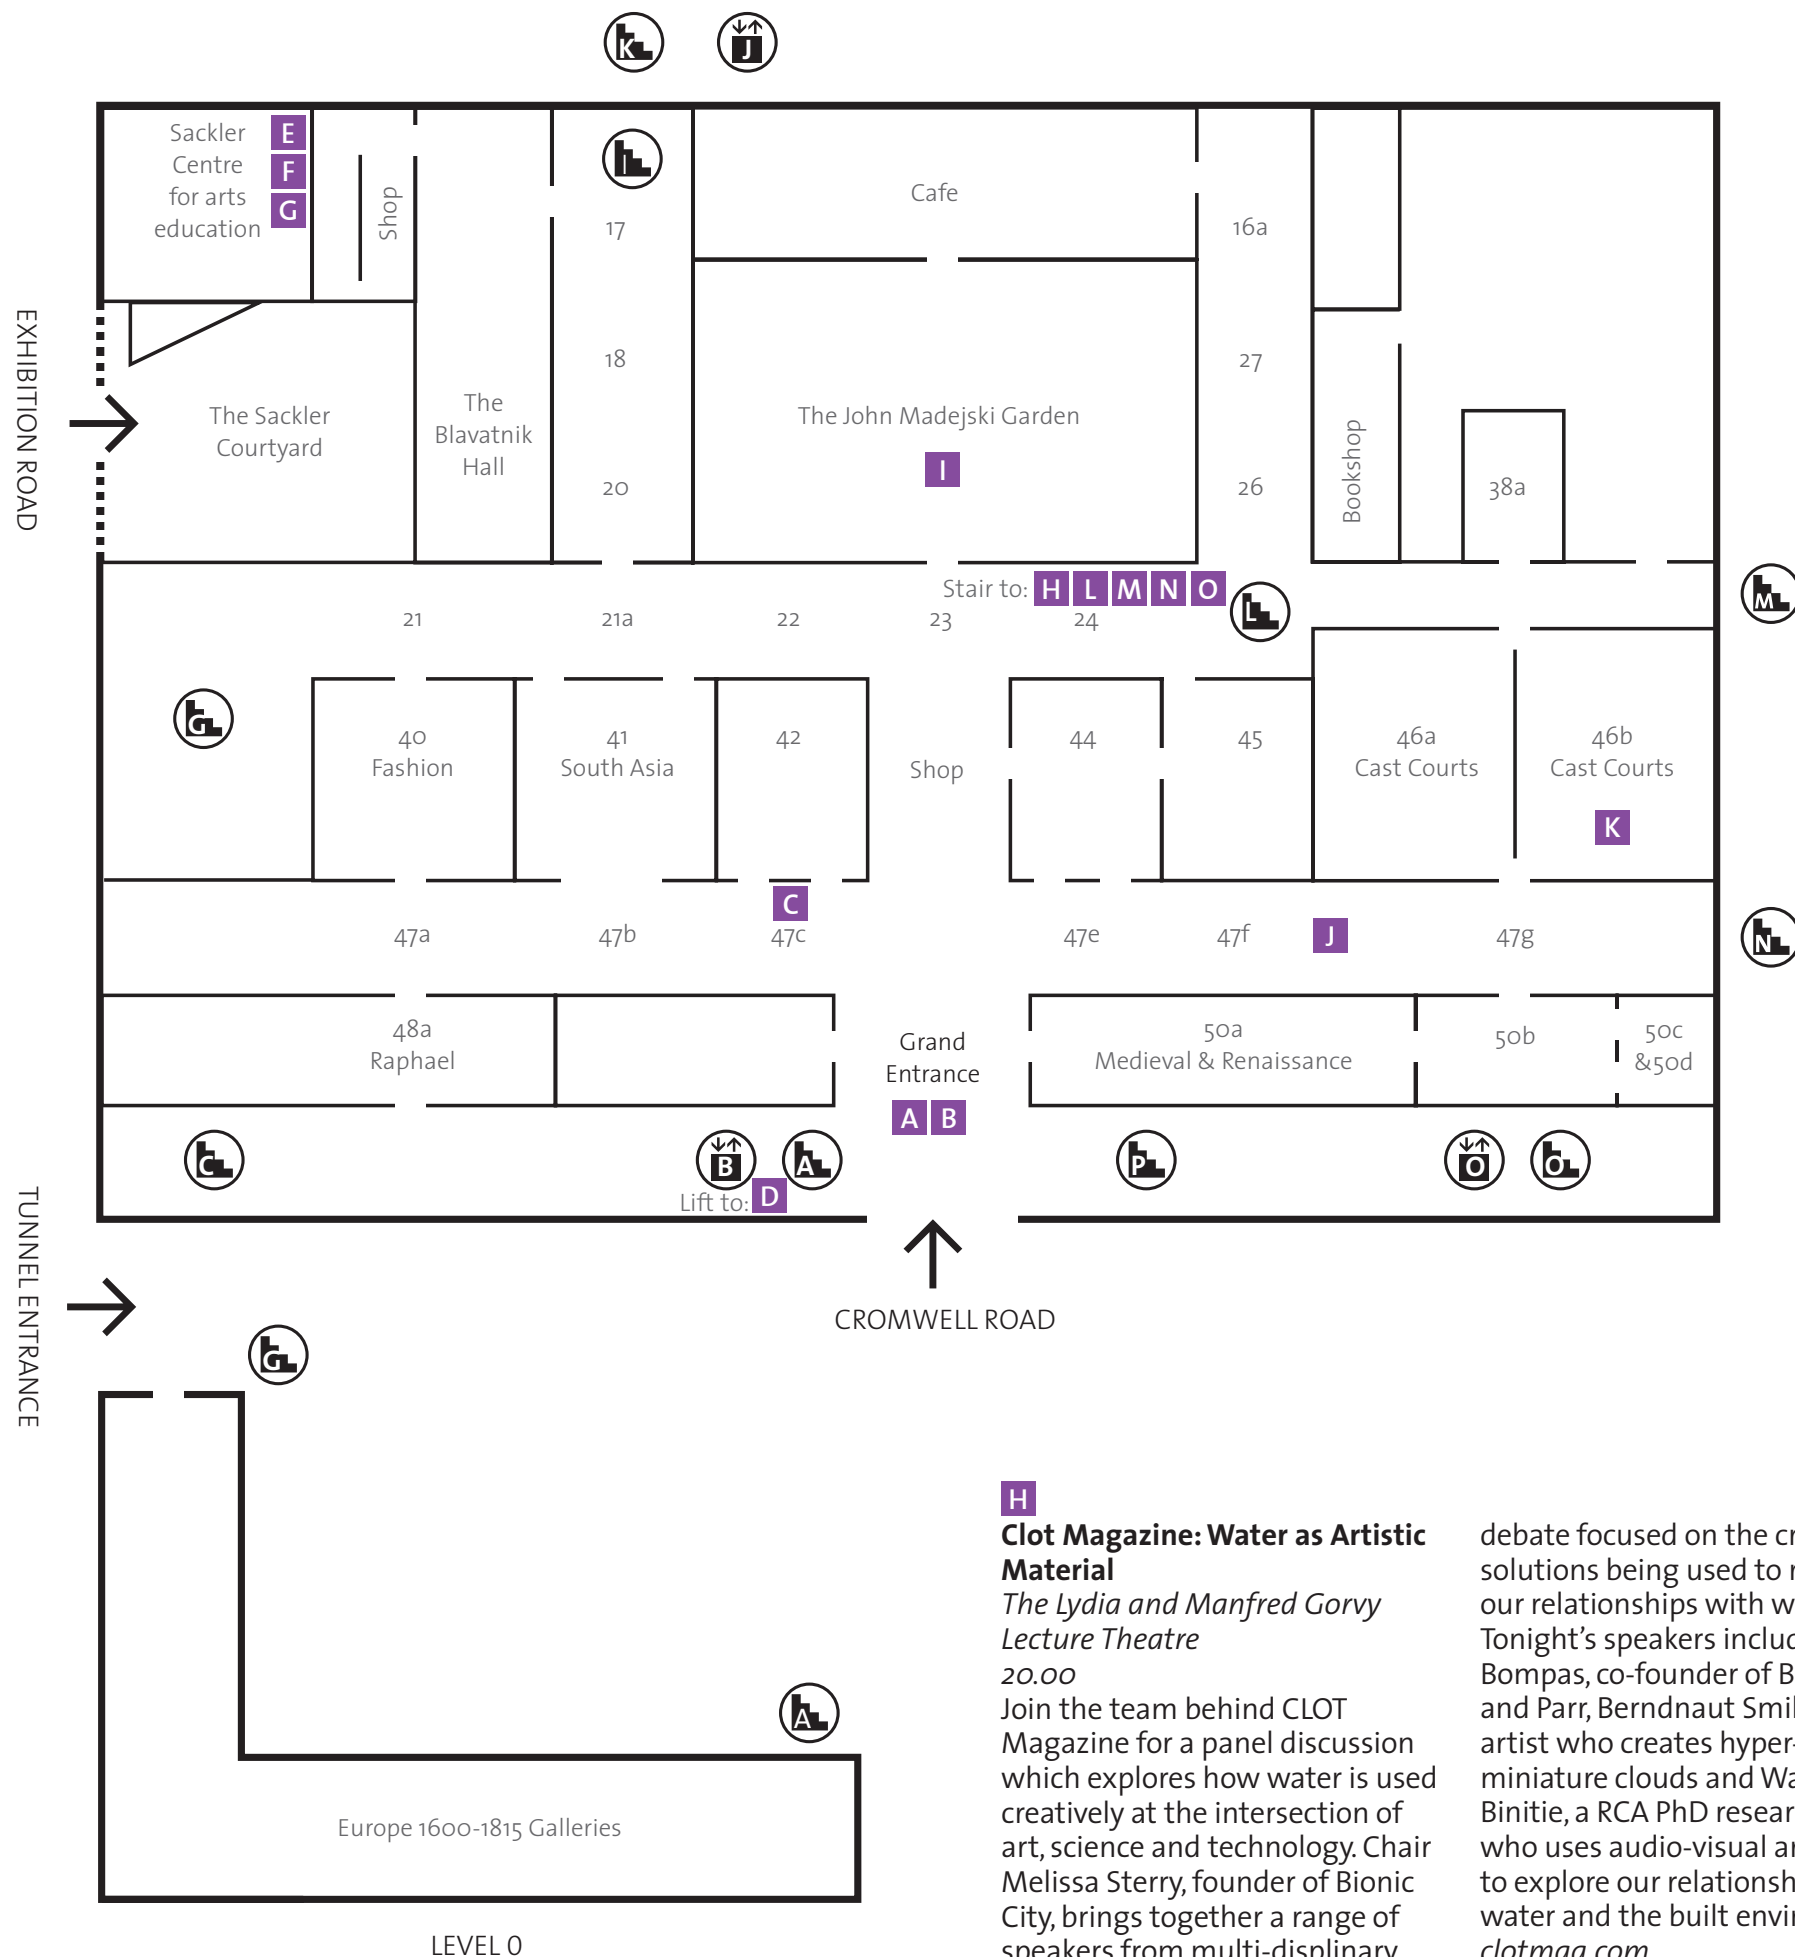 K
J
Sackler
Centre
for arts
education
E
F
G
Shop
I
17
Cafe
16a
EXHIBITION ROAD
The Sackler
Courtyard
The
Blavatnik
Hall
18
20
The John Madejski Garden
I
27
26
Bookshop
38a
Stair to: H L M N O
L
M
21
21a
22
23
24
G
40
Fashion
41
South Asia
42
Shop
44
45
46a
Cast Courts
46b
Cast Courts
K
C
47a
47b
47c
47e
47f
J
47g
N
48a
Raphael
Grand
Entrance
A B
50a
Medieval & Renaissance
50b
50c
&50d
C
B
A
P
O
O
Lift to: D
CROMWELL ROAD
TUNNEL ENTRANCE
G
A
Europe 1600-1815 Galleries
LEVEL 0
H
Clot Magazine: Water as Artistic
Material
The Lydia and Manfred Gorvy
Lecture Theatre
20.00
Join the team behind CLOT
Magazine for a panel discussion
which explores how water is used
creatively at the intersection of
art, science and technology. Chair
Melissa Sterry, founder of Bionic
City, brings together a range of
speakers from multi-displinary
debate focused on the
solutions being used to
our relationships with
Tonight's speakers
Bompas, co-founder of
and Parr, Berndnaut
artist who creates
miniature clouds and
Binitie, a RCA PhD
who uses audio-visual
to explore our
water and the built
clotmag.com